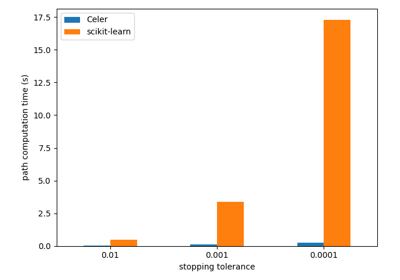 Celer
scikit-learn
path computation time (s)
17.5
15.0
12.5
10.0
7.5
5.0
2.5
0.0
0.01
0.001
0.0001
stopping tolerance